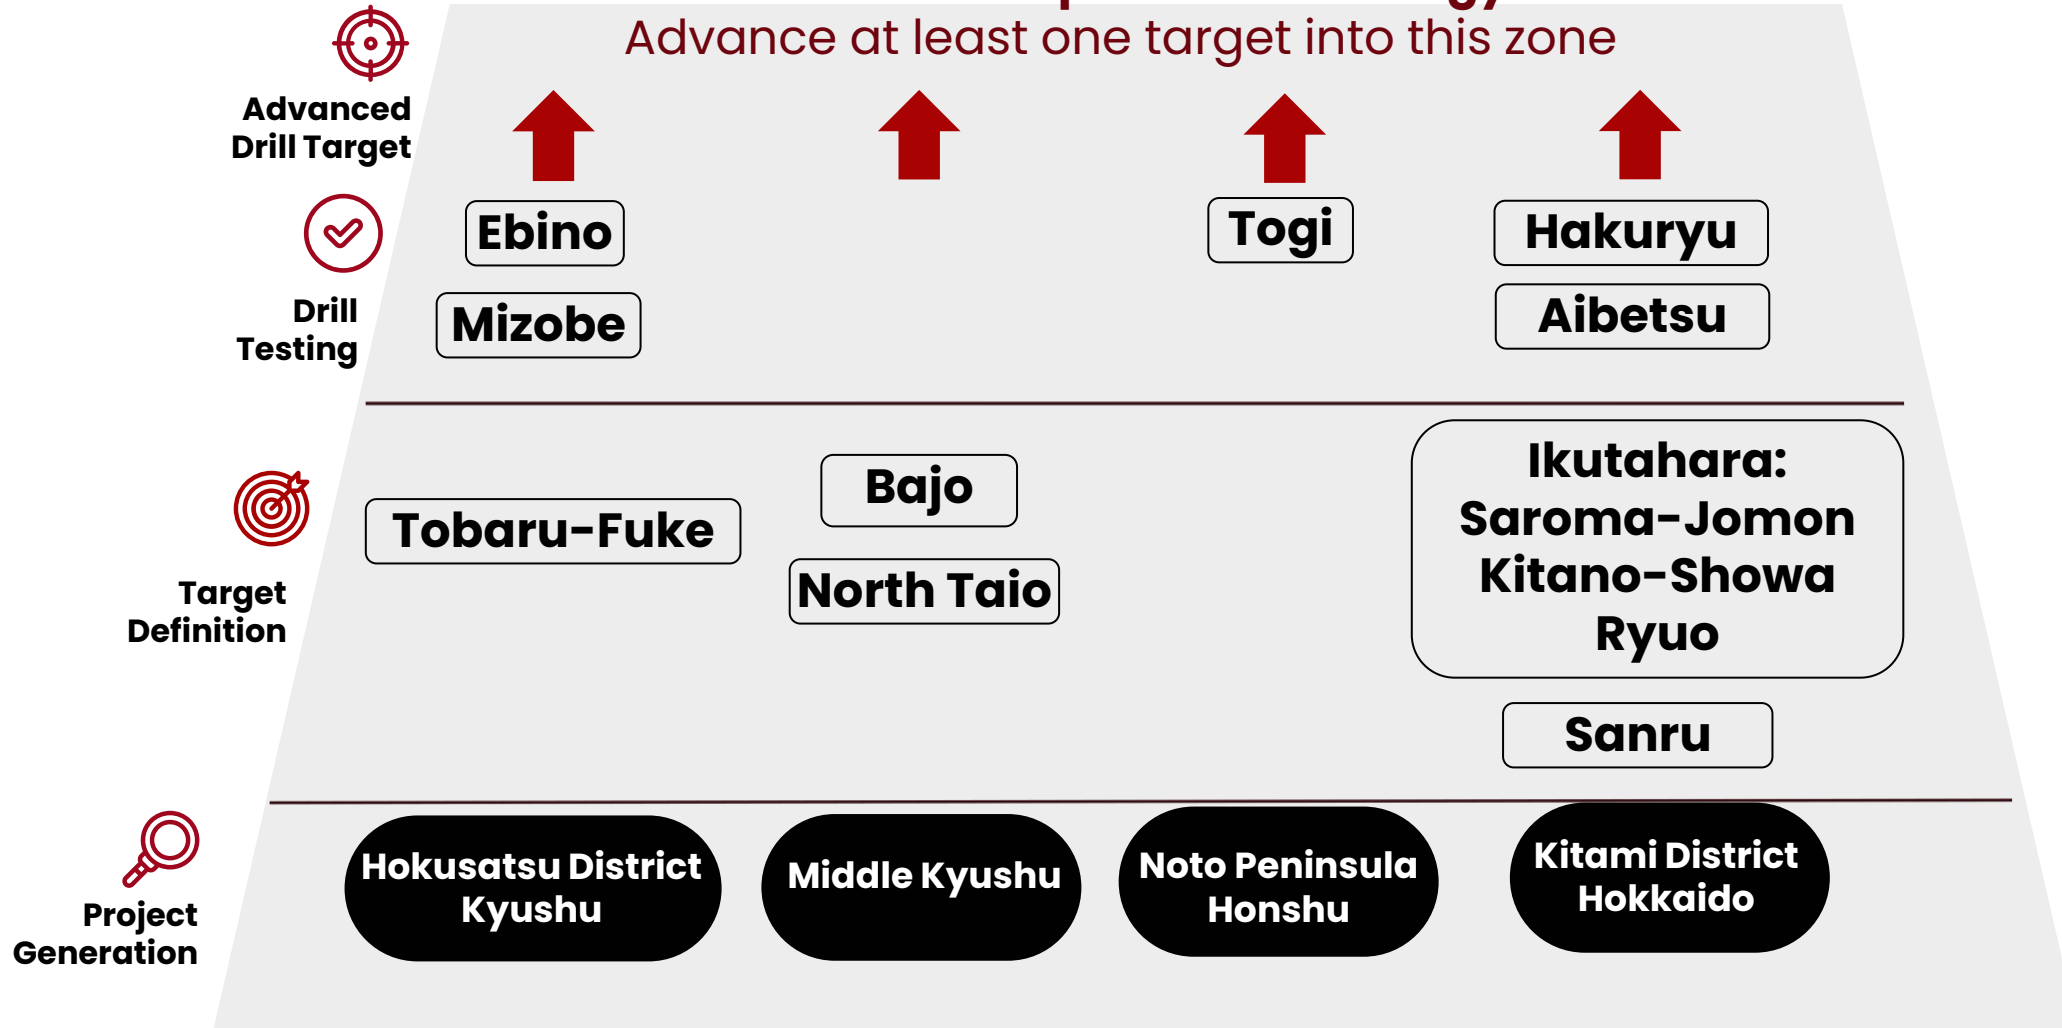 Advance at least one target into this zone
Advanced
Drill Target
Ebino
Togi
Hakuryu
Mizobe
Aibetsu
Drill
Testing
Ikutahara:
Saroma-Jomon
Kitano-Showa
Ryuo
Bajo
Tobaru-Fuke
North Taio
Target
Definition
Sanru
Hokusatsu District
Kyushu
Middle Kyushu
Noto Peninsula
Honshu
Kitami District
Hokkaido
Project
Generation